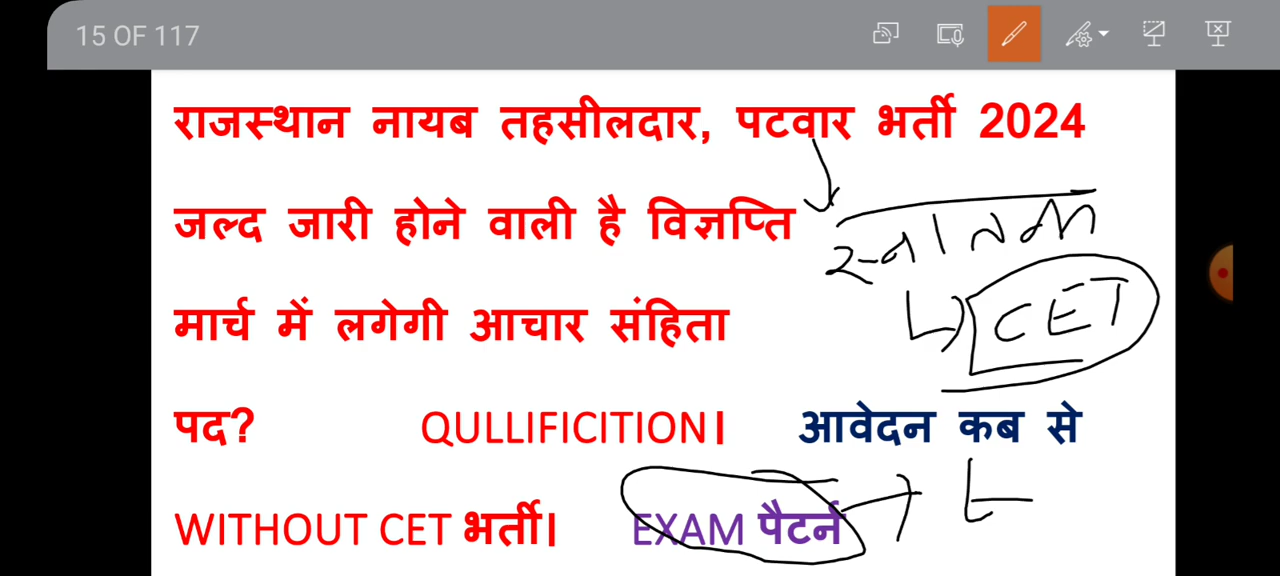 15 OF 117
राजस्थान नायब तहसीलदार, पटवार भर्ती 2024
जल्द जारी होने वाली है विज्ञप्ति
मार्च में लगेगी आचार संहिता
CET
पद? QULLIFICITION। आवेदन कब से
WITHOUT CET भर्ती। EXAM पैटर्न